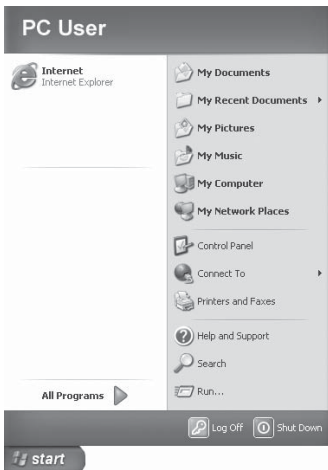 PC User
Internet
Internet Explorer
All Programs
My Documents
My Recent Documents
My Pictures
My Music
My Computer
My Network Places
Control Panel
Connect To
Printers and Faxes
Help and Support
Search
Run...
Log Off
Shut Down
start